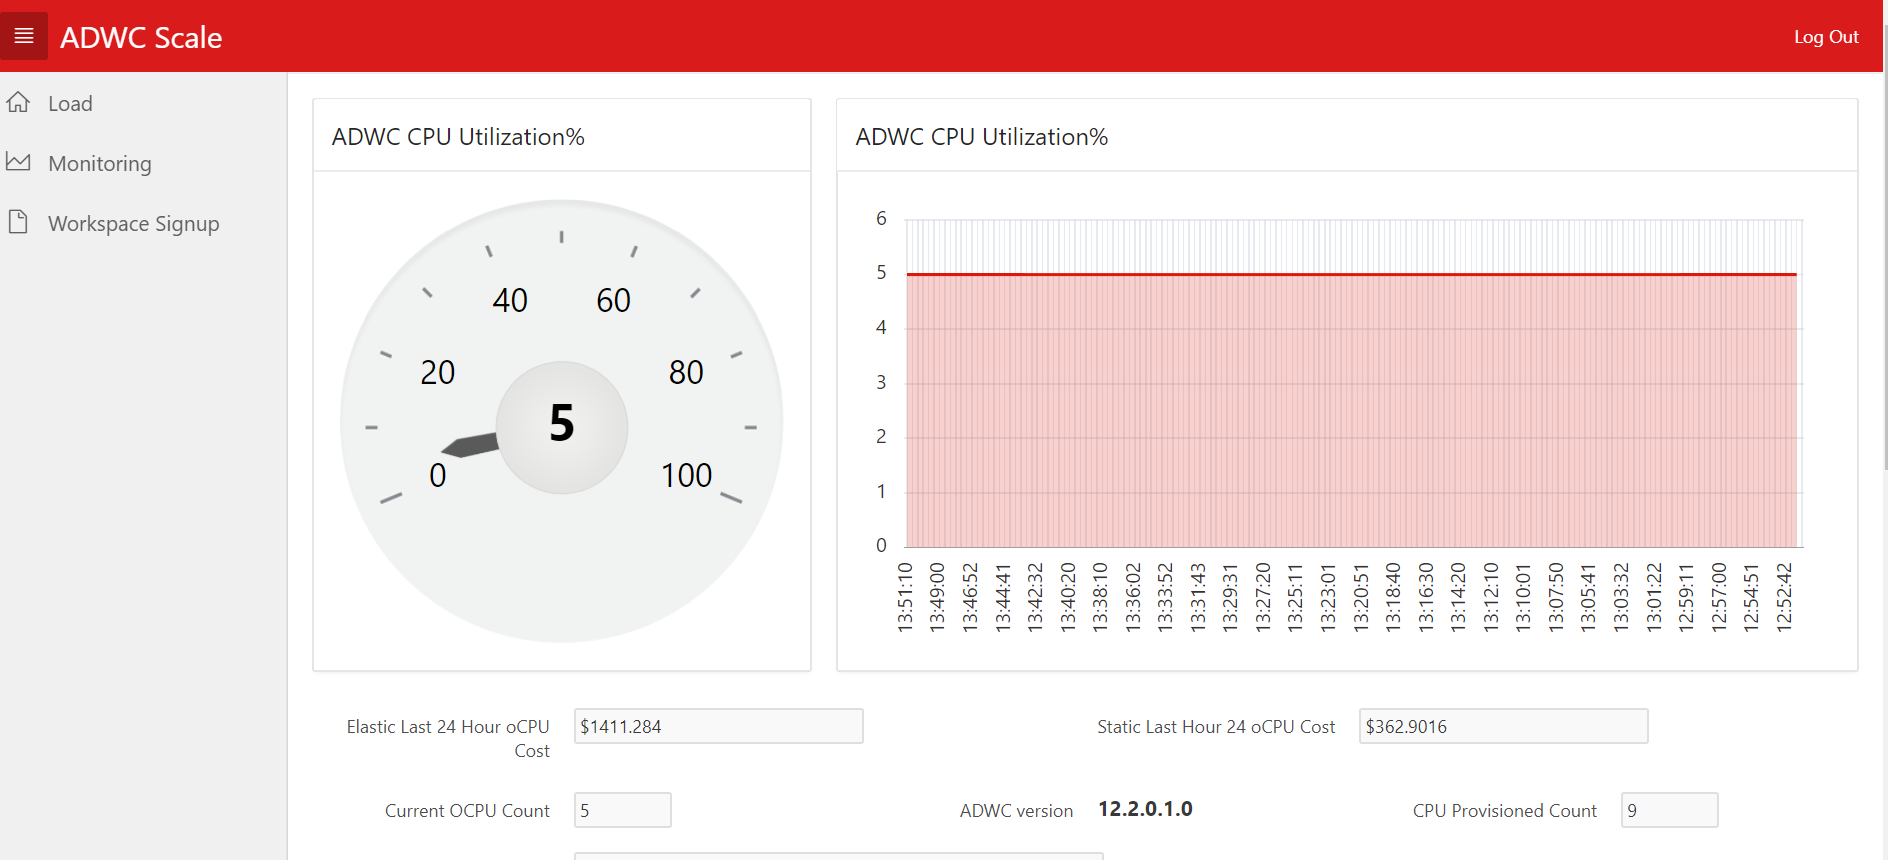 ADWC Scale
Log Out
Load
Monitoring
Workspace Signup
ADWC CPU Utilization%
40 60
20 80
5
0 100
ADWC CPU Utilization%
6
5
4
3
2
1
0
13:51:10 13:49:00 13:46:52 13:44:41 13:42:32 13:40:20 13:38:10 13:36:02 13:33:52 13:31:43 13:29:31 13:27:20 13:25:11 13:23:01 13:20:51 13:18:40 13:16:30 13:14:20 13:12:10 13:10:01 13:07:50 13:05:41 13:03:32 13:01:22 12:59:11 12:57:00 12:54:51 12:52:42
Elastic Last 24 Hour oCPU
Cost
$1411.284
Static Last Hour 24 oCPU Cost
$362.9016
Current OCPU Count
5
ADWC version
12.2.0.1.0
CPU Provisioned Count
9